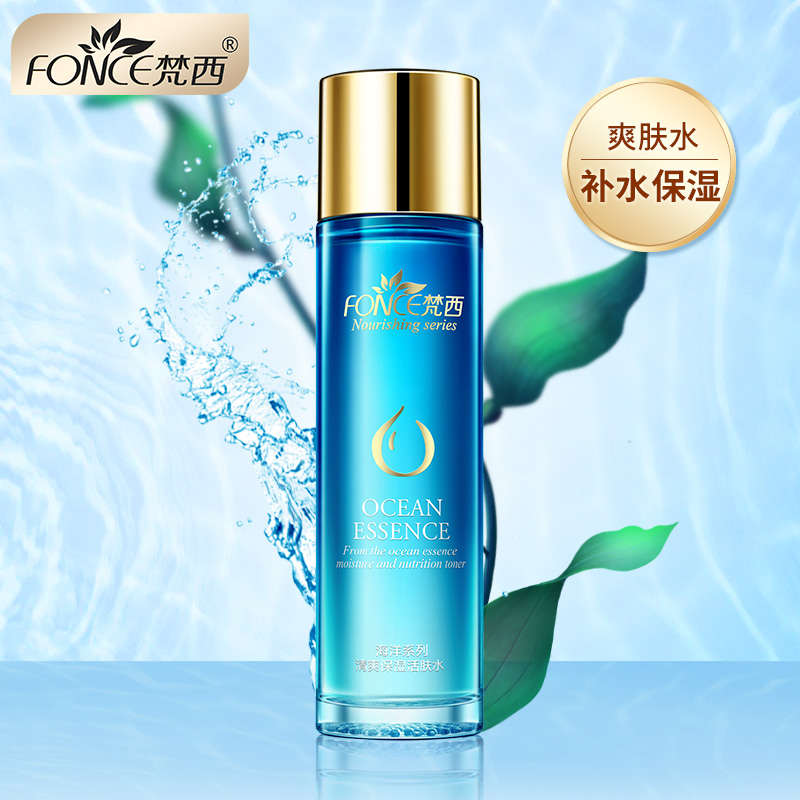 FONCE梵西®
爽肤水
补水保湿
FONCE梵西
Nourishing series
OCEAN
ESSENCE
From the ocean essence
moisture and nutrition toner
海洋系列
清爽保湿活肤水